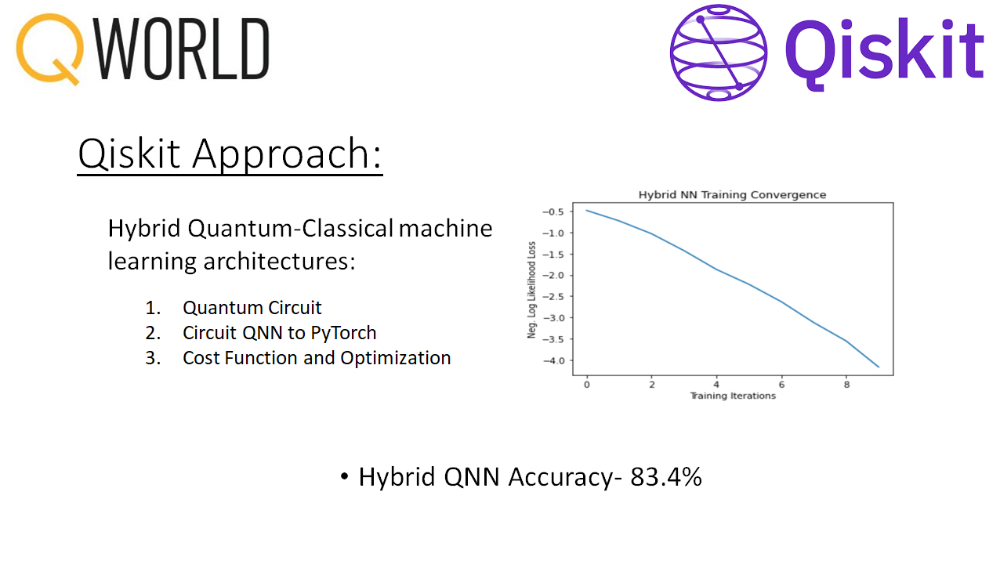 QWORLD
Qiskit
Qiskit Approach:
Hybrid Quantum-Classical machine
learning architectures:
1. Quantum Circuit
2. Circuit QNN to PyTorch
3. Cost Function and Optimization
Hybrid NN Training Convergence
Neg. Log Likelihood Loss
−0.5
−1.0
−1.5
−2.0
−2.5
−3.0
−3.5
−4.0
0 2 4 6 8
Training Iterations
• Hybrid QNN Accuracy- 83.4%